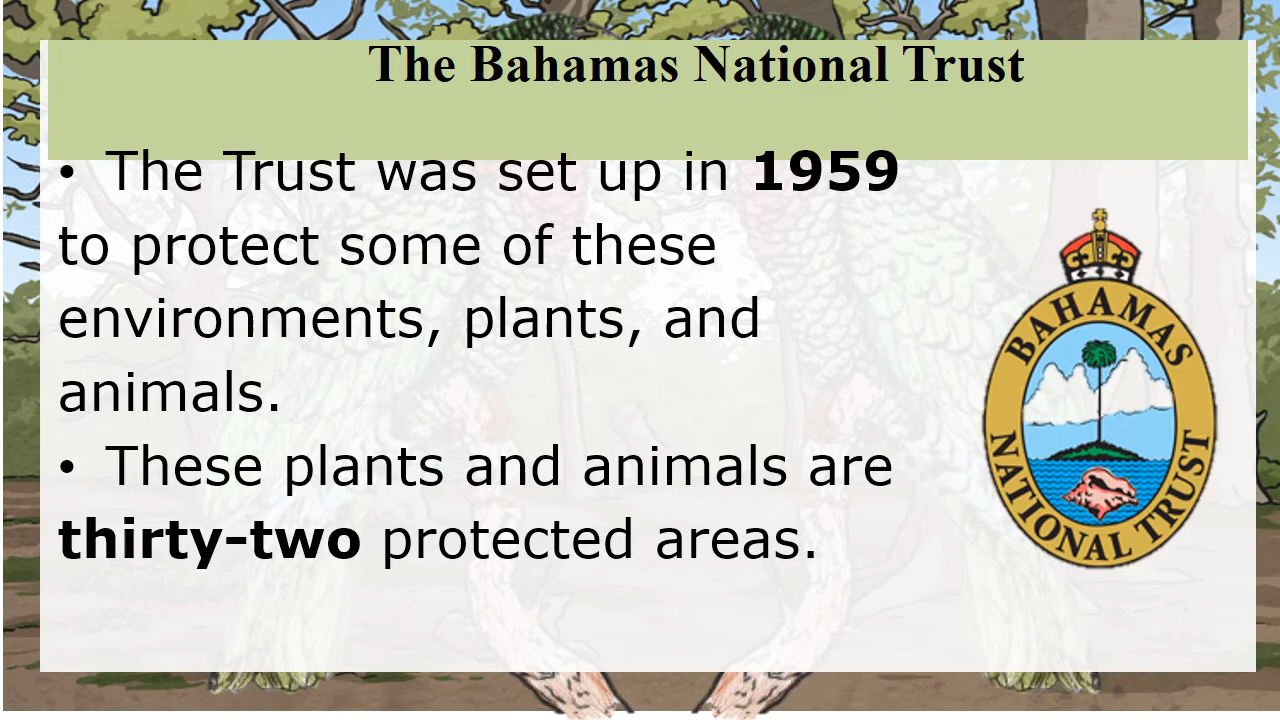 The Bahamas National Trust
• The Trust was set up in 1959
to protect some of these
environments, plants, and
animals.
• These plants and animals are
thirty-two protected areas.
BAHAMAS
NATIONAL TRUST